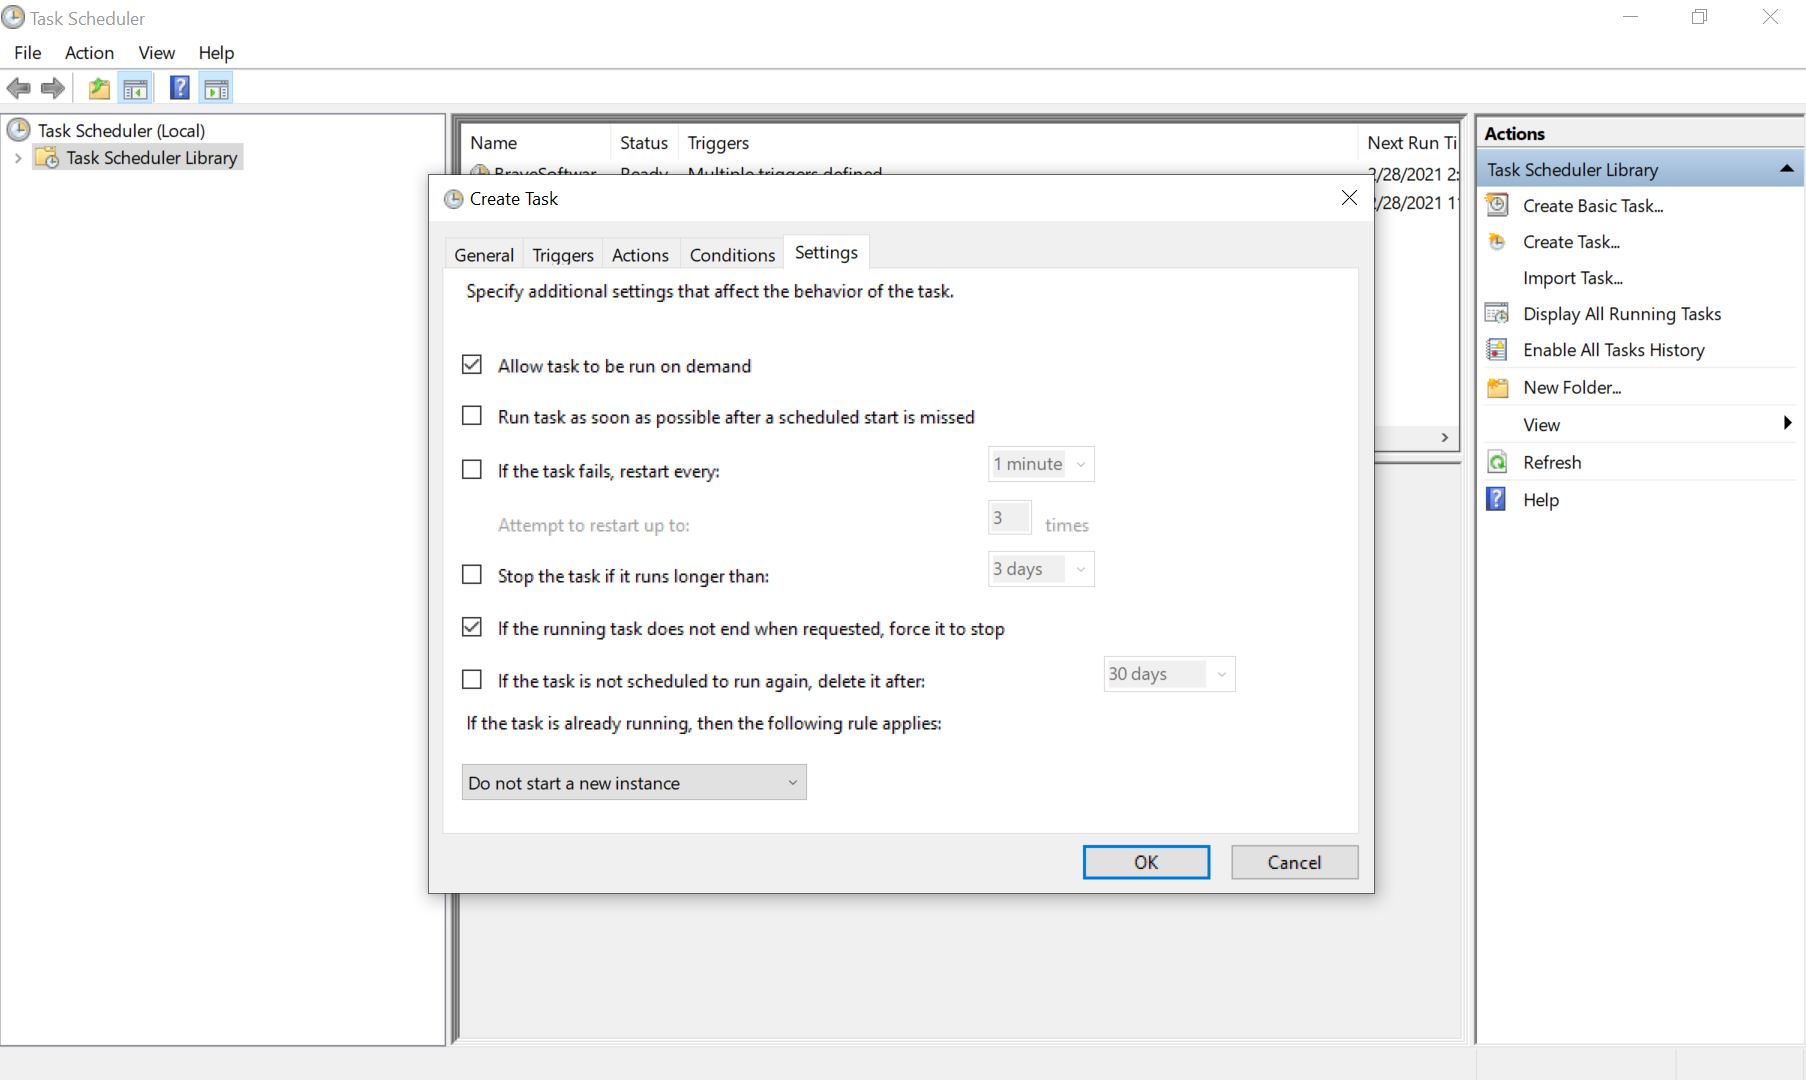 Task Scheduler
File Action View Help
Task Scheduler (Local)
Task Scheduler Library
Name Status Triggers Next Run Ti
BraveSoftwar Ready Multiple triggers defined 2/28/2021 2:
/28/2021 1
Create Task
General Triggers Actions Conditions Settings
Specify additional settings that affect the behavior of the task.
Allow task to be run on demand
Run task as soon as possible after a scheduled start is missed
If the task fails, restart every: 1 minute
Attempt to restart up to: 3 times
Stop the task if it runs longer than: 3 days
If the running task does not end when requested, force it to stop
If the task is not scheduled to run again, delete it after: 30 days
If the task is already running, then the following rule applies:
Do not start a new instance
OK Cancel
Actions
Task Scheduler Library
Create Basic Task...
Create Task...
Import Task...
Display All Running Tasks
Enable All Tasks History
New Folder...
View
Refresh
Help